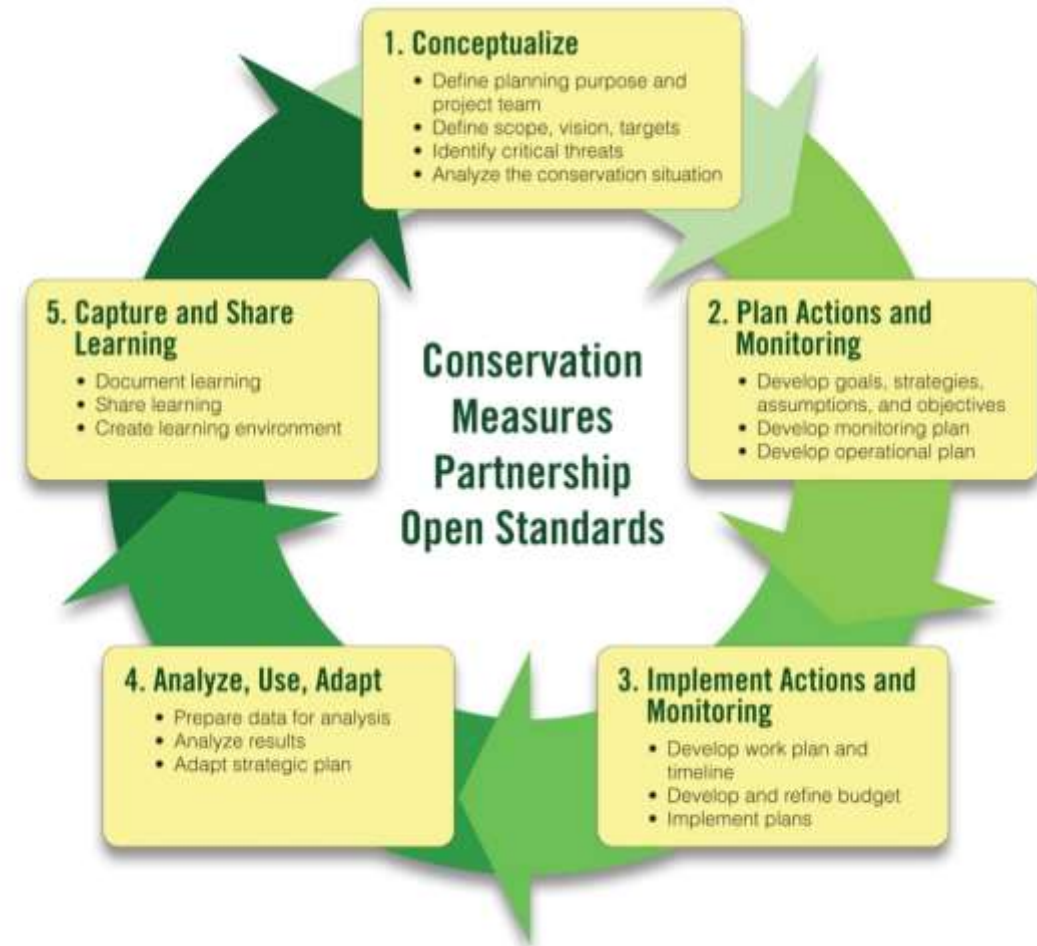 1. Conceptualize
• Define planning purpose and
project team
• Define scope, vision, targets
• Identify critical threats
• Analyze the conservation situation
2. Plan Actions and
Monitoring
• Develop goals, strategies,
assumptions, and objectives
• Develop monitoring plan
• Develop operational plan
3. Implement Actions and
Monitoring
• Develop work plan and
timeline
• Develop and refine budget
• Implement plans
4. Analyze, Use, Adapt
• Prepare data for analysis
• Analyze results
• Adapt strategic plan
5. Capture and Share
Learning
• Document learning
• Share learning
• Create learning environment
Conservation
Measures
Partnership
Open Standards